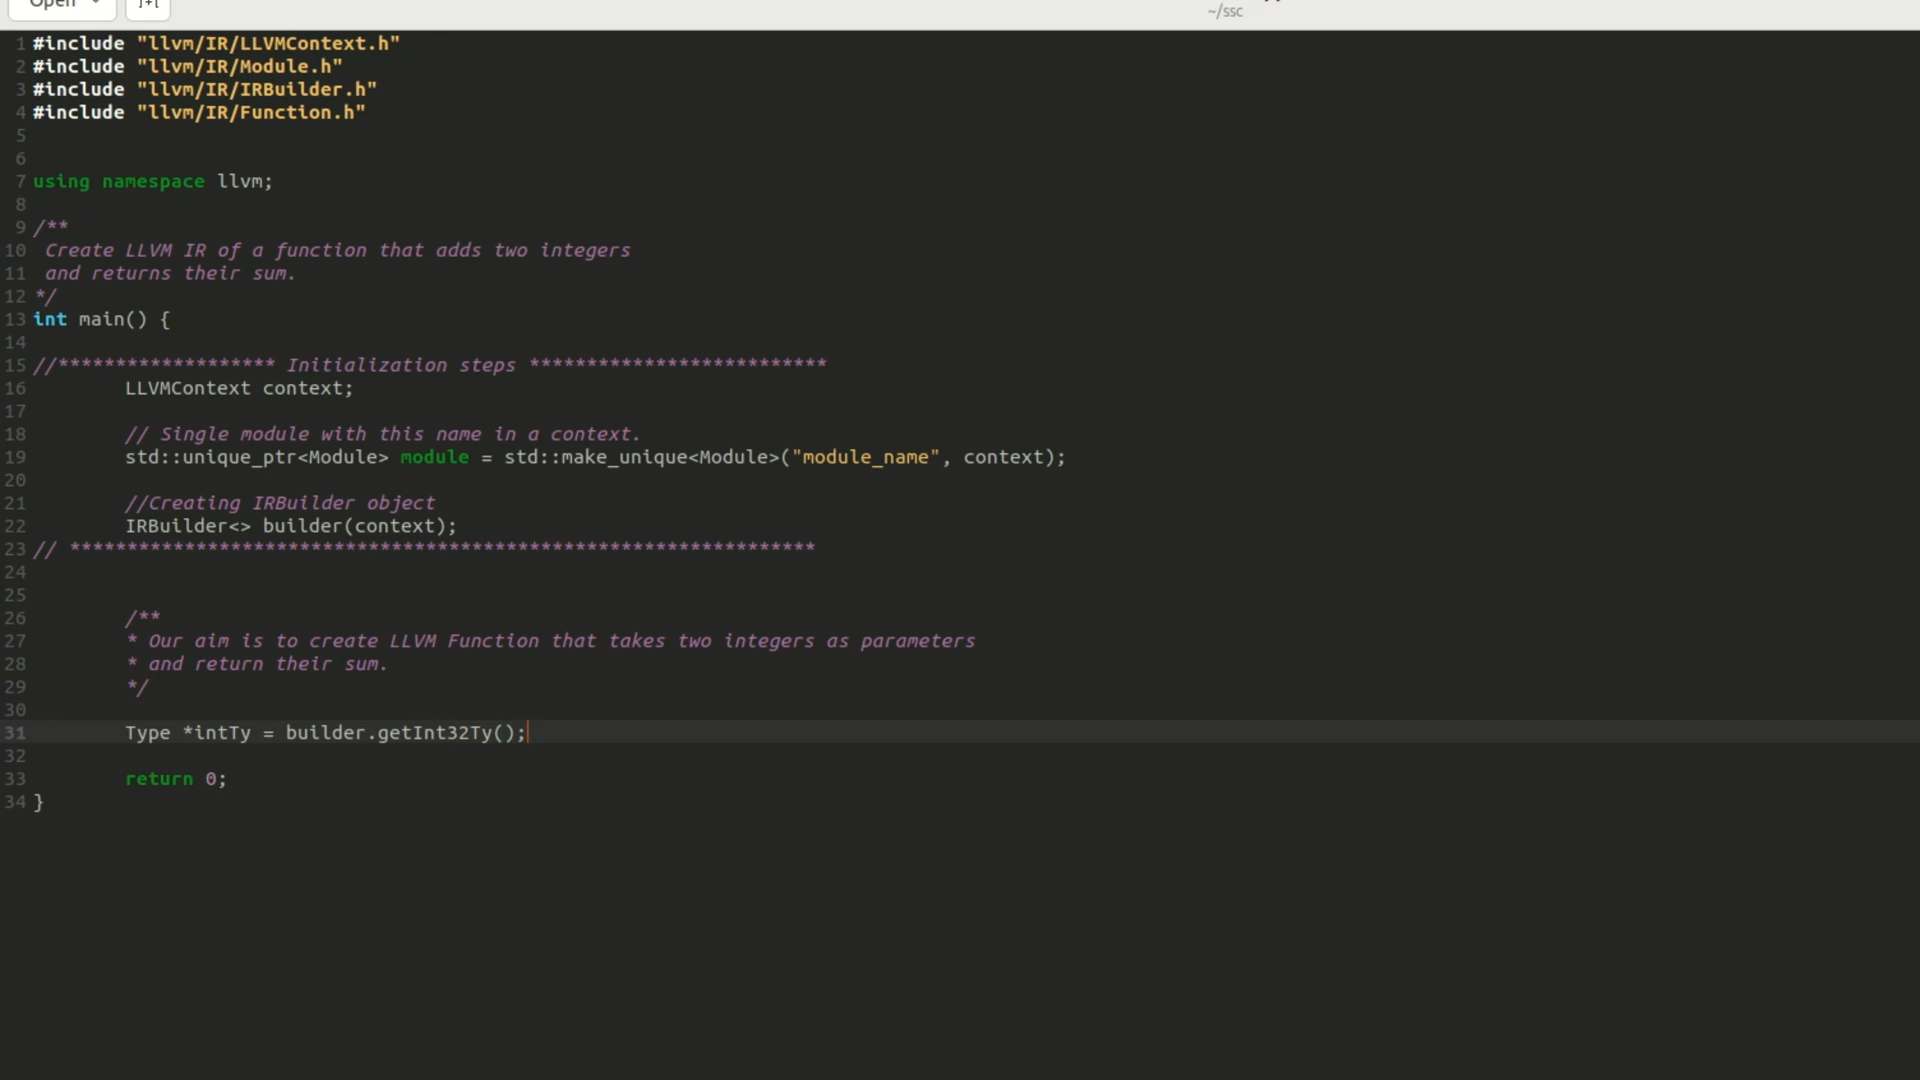 Open
~/ssc
1 #include "llvm/IR/LLVMContext.h"
2 #include "llvm/IR/Module.h"
3 #include "llvm/IR/IRBuilder.h"
4 #include "llvm/IR/Function.h"
5
6
7 using namespace llvm;
8
9 /**
10 Create LLVM IR of a function that adds two integers
11 and returns their sum.
12 */
13 int main() {
14
15 //******************* Initialization steps **************************
16 LLVMContext context;
17
18 // Single module with this name in a context.
19 std::unique_ptr<Module> module = std::make_unique<Module>("module_name", context);
20
21 //Creating IRBuilder object
22 IRBuilder<> builder(context);
23 // *****************************************************************
24
25
26 /**
27 * Our aim is to create LLVM Function that takes two integers as parameters
28 * and return their sum.
29 */
30
31 Type *intTy = builder.getInt32Ty();
32
33 return 0;
34 }